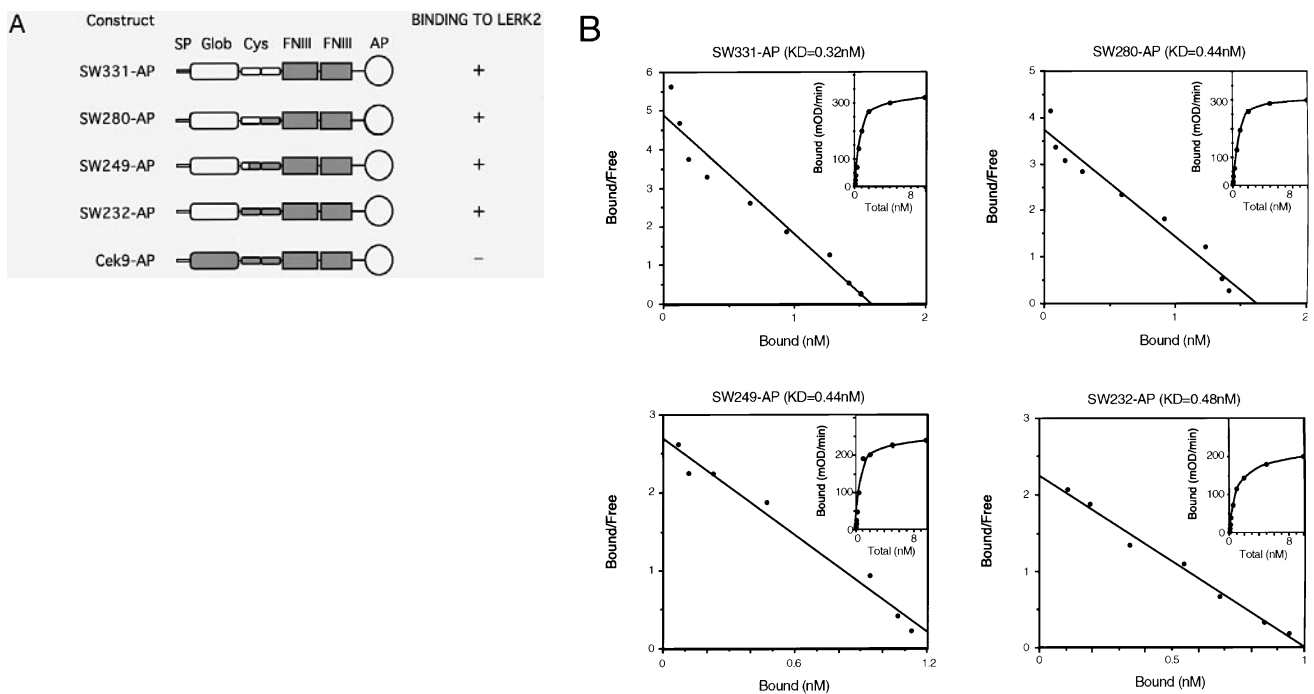 A
Construct BINDING TO LERK2
SP Glob Cys FNIII FNIII AP
SW331-AP +
SW280-AP +
SW249-AP +
SW232-AP +
Cek9-AP −
B
SW331-AP (KD=0.32nM)
Bound/Free
6
5
4
3
2
1
0
0 1 2
Bound (nM)
Bound (mOD/min)
300
100
0
0 8
Total (nM)
SW280-AP (KD=0.44nM)
Bound/Free
5
4
3
2
1
0
0 1 2
Bound (nM)
Bound (mOD/min)
300
100
0
0 8
Total (nM)
SW249-AP (KD=0.44nM)
Bound/Free
3
2
1
0
0 0.6 1.2
Bound (nM)
Bound (mOD/min)
200
100
0
0 8
Total (nM)
SW232-AP (KD=0.48nM)
Bound/Free
3
2
1
0
0 0.5 1
Bound (nM)
Bound (mOD/min)
200
100
0
0 8
Total (nM)